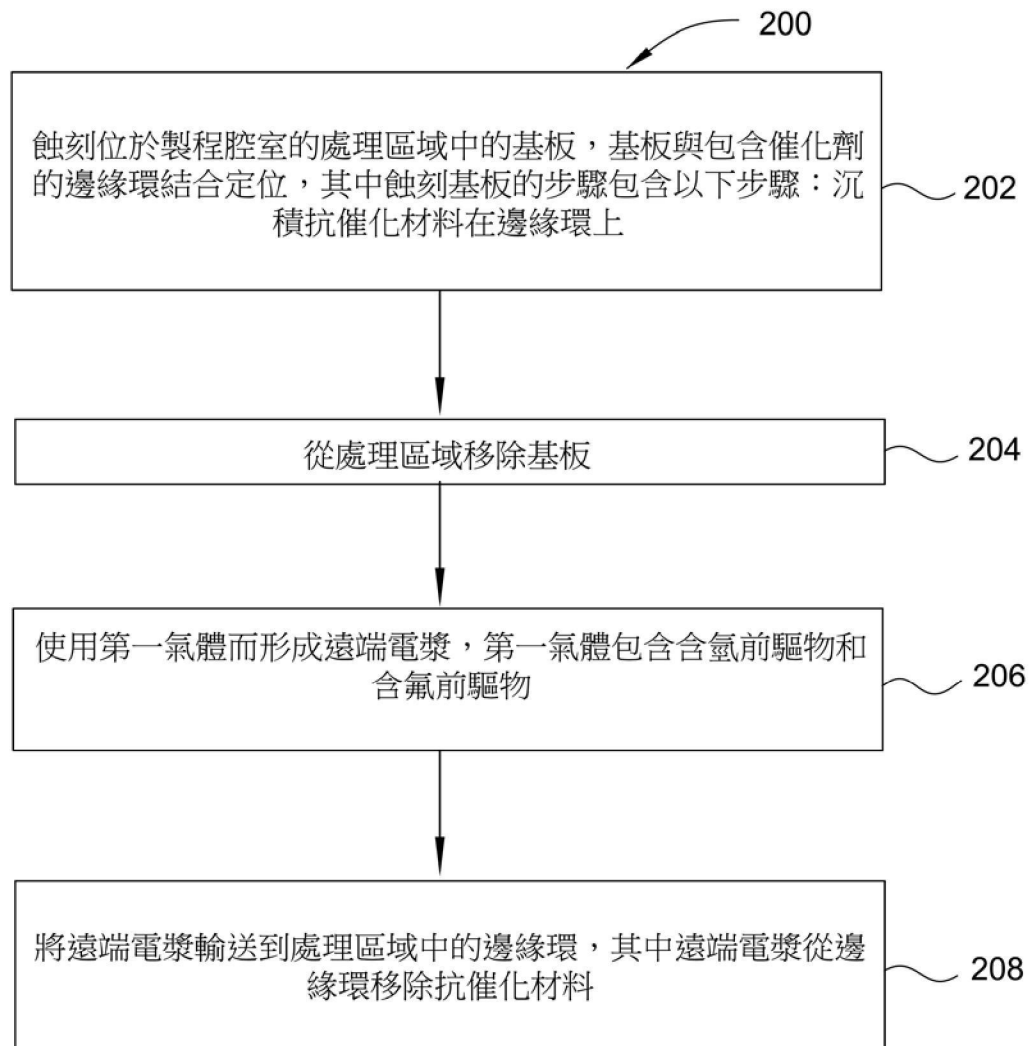 200
蝕刻位於製程腔室的處理區域中的基板，基板與包含催化劑
的邊緣環結合定位，其中蝕刻基板的步驟包含以下步驟：沉
積抗催化材料在邊緣環上
202
從處理區域移除基板
204
使用第一氣體而形成遠端電漿，第一氣體包含含氫前驅物和
含氟前驅物
206
將遠端電漿輸送到處理區域中的邊緣環，其中遠端電漿從邊
緣環移除抗催化材料
208